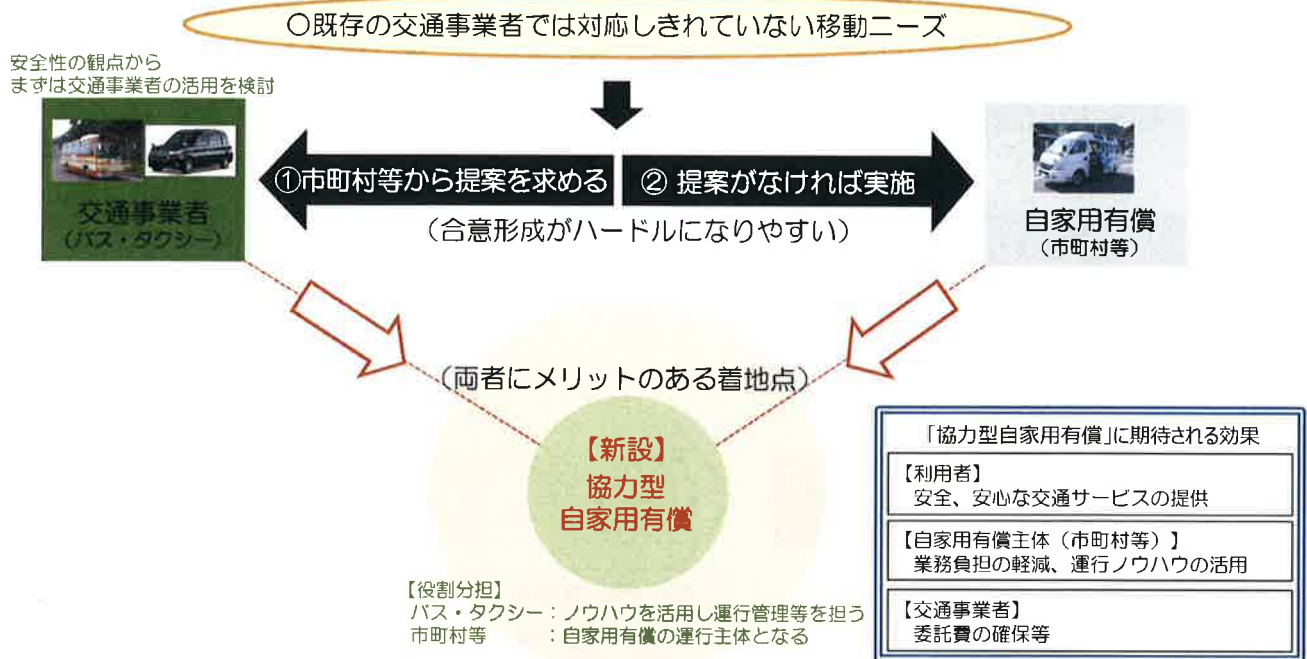 〇既存の交通事業者では対応しきれていない移動ニーズ
安全性の観点から
まずは交通事業者の活用を検討
交通事業者
（バス・タクシー）
①市町村等から提案を求める
② 提案がなければ実施
（合意形成がハードルになりやすい）
自家用有償
（市町村等）
（両者にメリットのある着地点）
【新設】
協力型
自家用有償
【役割分担】
バス・タクシー：ノウハウを活用し運行管理等を担う
市町村等　　　：自家用有償の運行主体となる
「協力型自家用有償」に期待される効果
【利用者】
安全、安心な交通サービスの提供
【自家用有償主体（市町村等）】
業務負担の軽減、運行ノウハウの活用
【交通事業者】
委託費の確保等